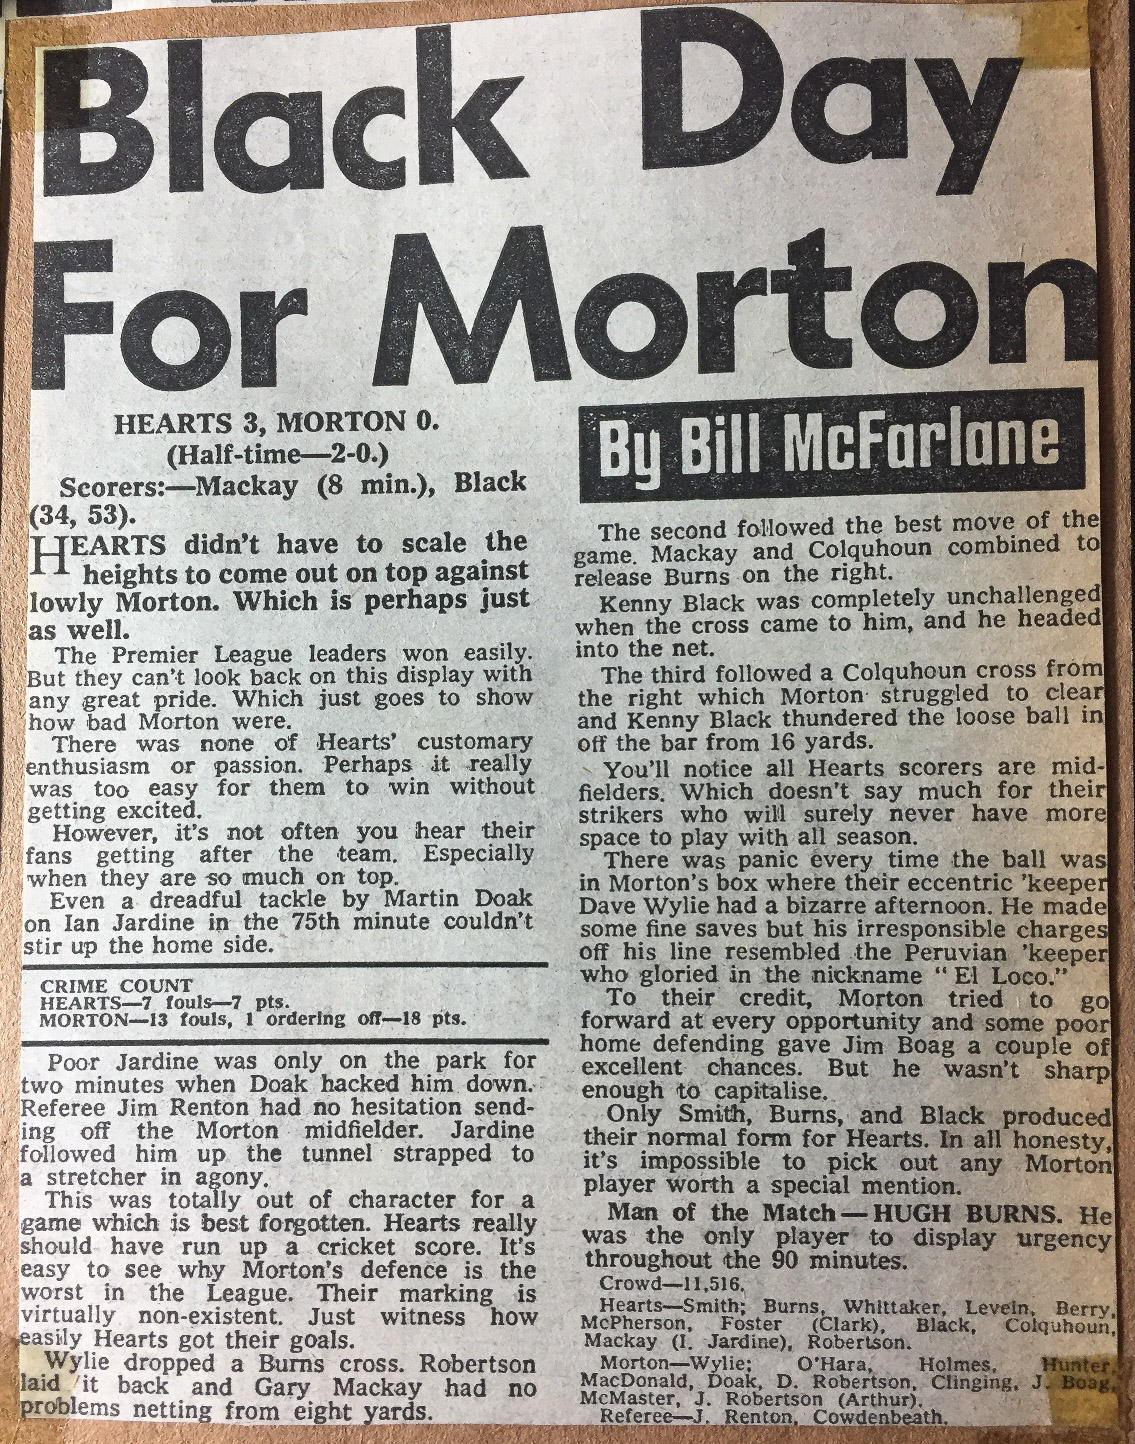 Black Day
For Morton
HEARTS 3, MORTON 0.
(Half-time—2-0.)
Scorers:—Mackay (8 min.), Black
(34, 53).
HEARTS didn't have to scale the
heights to come out on top against
lowly Morton. Which is perhaps just
as well.
The Premier League leaders won easily.
But they can't look back on this display with
any great pride. Which just goes to show
how bad Morton were.
There was none of Hearts' customary
enthusiasm or passion. Perhaps it really
was too easy for them to win without
getting excited.
However, it's not often you hear their
fans getting after the team. Especially
when they are so much on top.
Even a dreadful tackle by Martin Doak
on Ian Jardine in the 75th minute couldn't
stir up the home side.
CRIME COUNT
HEARTS—7 fouls—7 pts.
MORTON—13 fouls, 1 ordering off—18 pts.
Poor Jardine was only on the park for
two minutes when Doak hacked him down.
Referee Jim Renton had no hesitation send-
ing off the Morton midfielder. Jardine
followed him up the tunnel strapped to
a stretcher in agony.
This was totally out of character for a
game which is best forgotten. Hearts really
should have run up a cricket score. It's
easy to see why Morton's defence is the
worst in the League. Their marking is
virtually non-existent. Just witness how
easily Hearts got their goals.
Wylie dropped a Burns cross. Robertson
laid it back and Gary Mackay had no
problems netting from eight yards.
By Bill McFarlane
The second followed the best move of the
game. Mackay and Colquhoun combined to
release Burns on the right.
Kenny Black was completely unchallenged
when the cross came to him, and he headed
into the net.
The third followed a Colquhoun cross from
the right which Morton struggled to clear
and Kenny Black thundered the loose ball in
off the bar from 16 yards.
You'll notice all Hearts scorers are mid-
fielders. Which doesn't say much for their
strikers who will surely never have more
space to play with all season.
There was panic every time the ball was
in Morton's box where their eccentric 'keeper
Dave Wylie had a bizarre afternoon. He made
some fine saves but his irresponsible charges
off his line resembled the Peruvian 'keeper
who gloried in the nickname "El Loco."
To their credit, Morton tried to go
forward at every opportunity and some poor
home defending gave Jim Boag a couple of
excellent chances. But he wasn't sharp
enough to capitalise.
Only Smith, Burns, and Black produced
their normal form for Hearts. In all honesty,
it's impossible to pick out any Morton
player worth a special mention.
Man of the Match—HUGH BURNS. He
was the only player to display urgency
throughout the 90 minutes.
Crowd—11,516.
Hearts—Smith; Burns, Whittaker, Levein, Berry,
McPherson, Foster (Clark), Black, Colquhoun,
Mackay (I. Jardine), Robertson.
Morton—Wylie; O'Hara, Holmes, Hunter,
MacDonald, Doak, D. Robertson, Clinging, J. Boag,
McMaster, J. Robertson (Arthur).
Referee—J. Renton, Cowdenbeath.